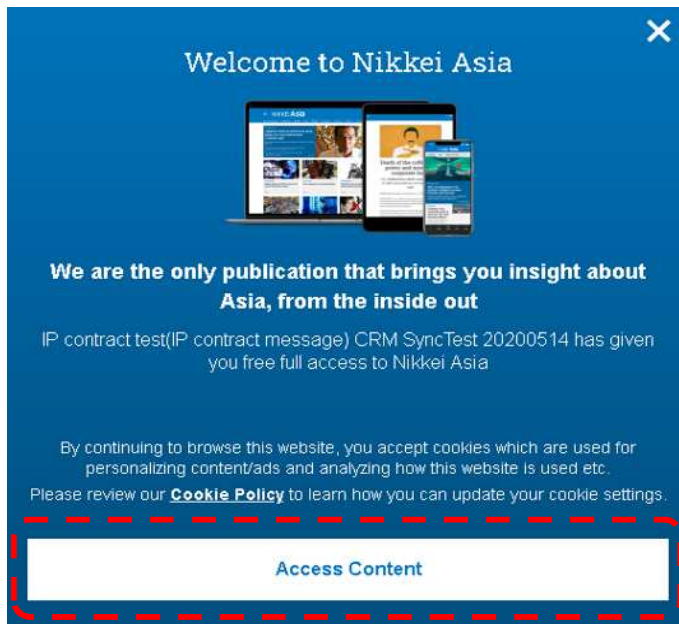 Welcome to Nikkei Asia
We are the only publication that brings you insight about
Asia, from the inside out
IP contract test(IP contract message) CRM SyncTest 20200514 has given
you free full access to Nikkei Asia
By continuing to browse this website, you accept cookies which are used for
personalizing content/ads and analyzing how this website is used etc.
Please review our Cookie Policy to learn how you can update your cookie settings.
Access Content